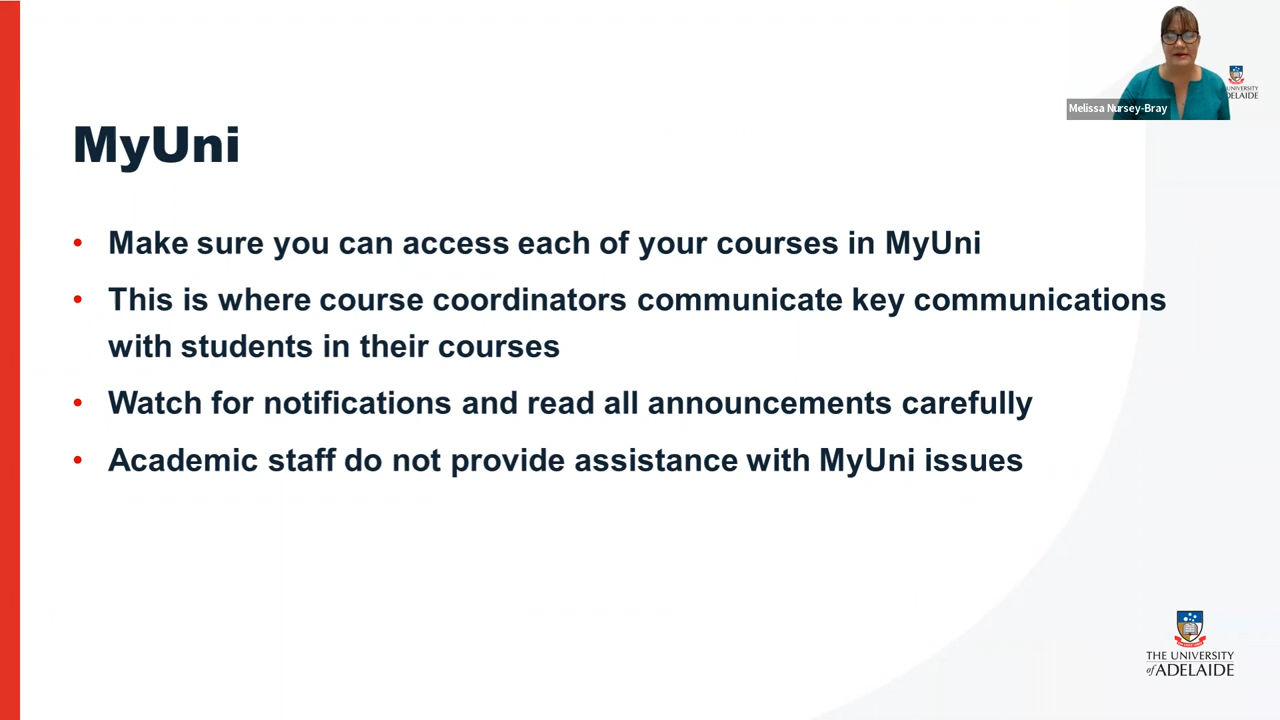 UNIVERSITY
ADELAIDE
Melissa Nursey-Bray
MyUni
• Make sure you can access each of your courses in MyUni
• This is where course coordinators communicate key communications
with students in their courses
• Watch for notifications and read all announcements carefully
• Academic staff do not provide assistance with MyUni issues
THE UNIVERSITY
of ADELAIDE